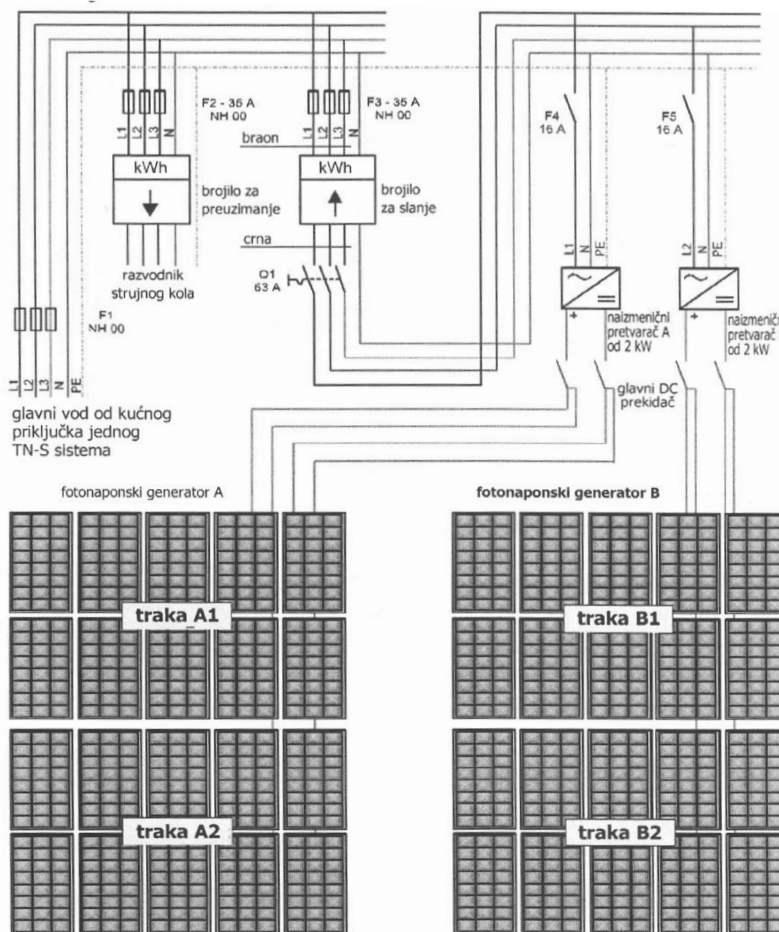 F2 - 35 A
NH 00
F3 - 35 A
NH 00
F4
16 A
F5
16 A
L1
L2
L3
N
braon
L1
L2
L3
N
kWh
brojilo za
preuzimanje
kWh
brojilo
za slanje
crna
razvodnik
strujnog kola
Q1
63 A
L1
N
PE
L2
N
PE
F1
NH 00
+
naizmenični
pretvarač A
od 2 kW
+
od 2 kW
L1
L2
L3
N
PE
glavni DC
prekidač
glavni vod od kućnog
priključka jednog
TN-S sistema
fotonaponski generator A
fotonaponski generator B
traka A1
traka B1
traka A2
traka B2